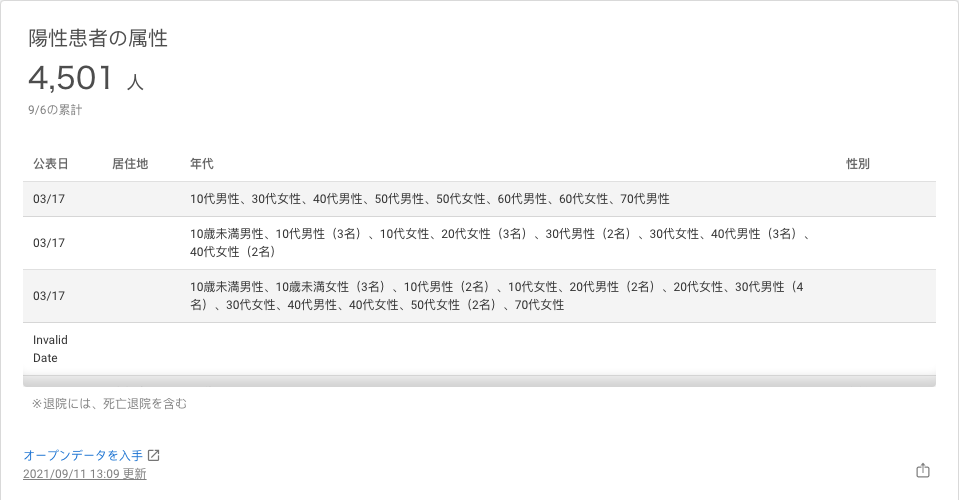 陽性患者の属性
4,501 人
9/6の累計
公表日 居住地 年代 性別
03/17 10代男性、30代女性、40代男性、50代男性、50代女性、60代男性、60代女性、70代男性
03/17 10歳未満男性、10代男性（3名）、10代女性、20代女性（3名）、30代男性（2名）、30代女性、40代男性（3名）、
40代女性（2名）
03/17 10歳未満男性、10歳未満女性（3名）、10代男性（2名）、10代女性、20代男性（2名）、20代女性、30代男性（4
名）、30代女性、40代男性、40代女性、50代女性（2名）、70代女性
Invalid
Date
※退院には、死亡退院を含む
オープンデータを入手
2021/09/11 13:09 更新